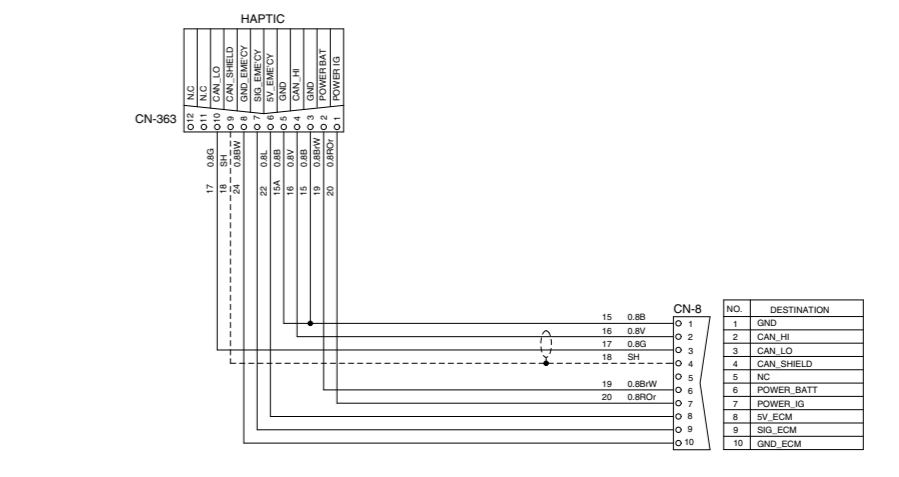 HAPTIC
N.C
N.C
CAN_LO
CAN_SHIELD
GND_EME'CY
SIG_EME'CY
5V_EME'CY
GND
CAN_HI
GND
POWER BAT
POWER IG
CN-363
12 11 10 9 8 7 6 5 4 3 2 1
0.8G SH 0.8BW 0.8L 0.8B 0.8V 0.8B 0.8BrW 0.8ROr
17 18 24 22 15A 16 15 19 20
CN-8
15 0.8B 1
16 0.8V 2
17 0.8G 3
18 SH 4
5
19 0.8BrW 6
20 0.8ROr 7
8
9
10
NO. DESTINATION
1 GND
2 CAN_HI
3 CAN_LO
4 CAN_SHIELD
5 NC
6 POWER_BATT
7 POWER_IG
8 5V_ECM
9 SIG_ECM
10 GND_ECM